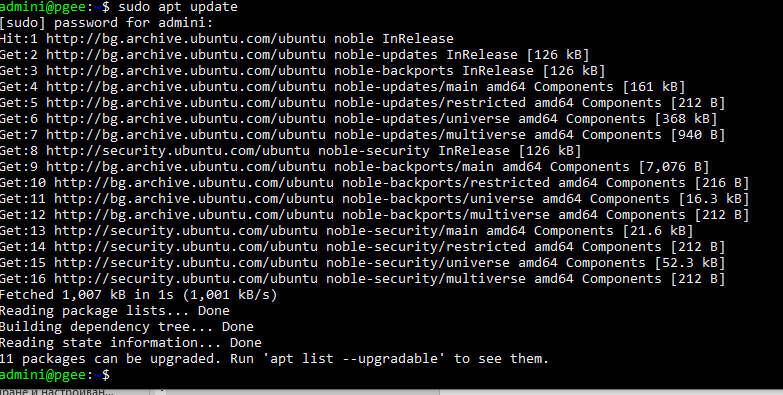 admini@pgee:~$ sudo apt update
[sudo] password for admini:
Hit:1 http://bg.archive.ubuntu.com/ubuntu noble InRelease
Get:2 http://bg.archive.ubuntu.com/ubuntu noble-updates InRelease [126 kB]
Get:3 http://bg.archive.ubuntu.com/ubuntu noble-backports InRelease [126 kB]
Get:4 http://bg.archive.ubuntu.com/ubuntu noble-updates/main amd64 Components [161 kB]
Get:5 http://bg.archive.ubuntu.com/ubuntu noble-updates/restricted amd64 Components [212 B]
Get:6 http://bg.archive.ubuntu.com/ubuntu noble-updates/universe amd64 Components [368 kB]
Get:7 http://bg.archive.ubuntu.com/ubuntu noble-updates/multiverse amd64 Components [940 B]
Get:8 http://security.ubuntu.com/ubuntu noble-security InRelease [126 kB]
Get:9 http://bg.archive.ubuntu.com/ubuntu noble-backports/main amd64 Components [7,076 B]
Get:10 http://bg.archive.ubuntu.com/ubuntu noble-backports/restricted amd64 Components [216 B]
Get:11 http://bg.archive.ubuntu.com/ubuntu noble-backports/universe amd64 Components [16.3 kB]
Get:12 http://bg.archive.ubuntu.com/ubuntu noble-backports/multiverse amd64 Components [212 B]
Get:13 http://security.ubuntu.com/ubuntu noble-security/main amd64 Components [21.6 kB]
Get:14 http://security.ubuntu.com/ubuntu noble-security/restricted amd64 Components [212 B]
Get:15 http://security.ubuntu.com/ubuntu noble-security/universe amd64 Components [52.3 kB]
Get:16 http://security.ubuntu.com/ubuntu noble-security/multiverse amd64 Components [212 B]
Fetched 1,007 kB in 1s (1,001 kB/s)
Reading package lists... Done
Building dependency tree... Done
Reading state information... Done
11 packages can be upgraded. Run 'apt list --upgradable' to see them.
admini@pgee:~$